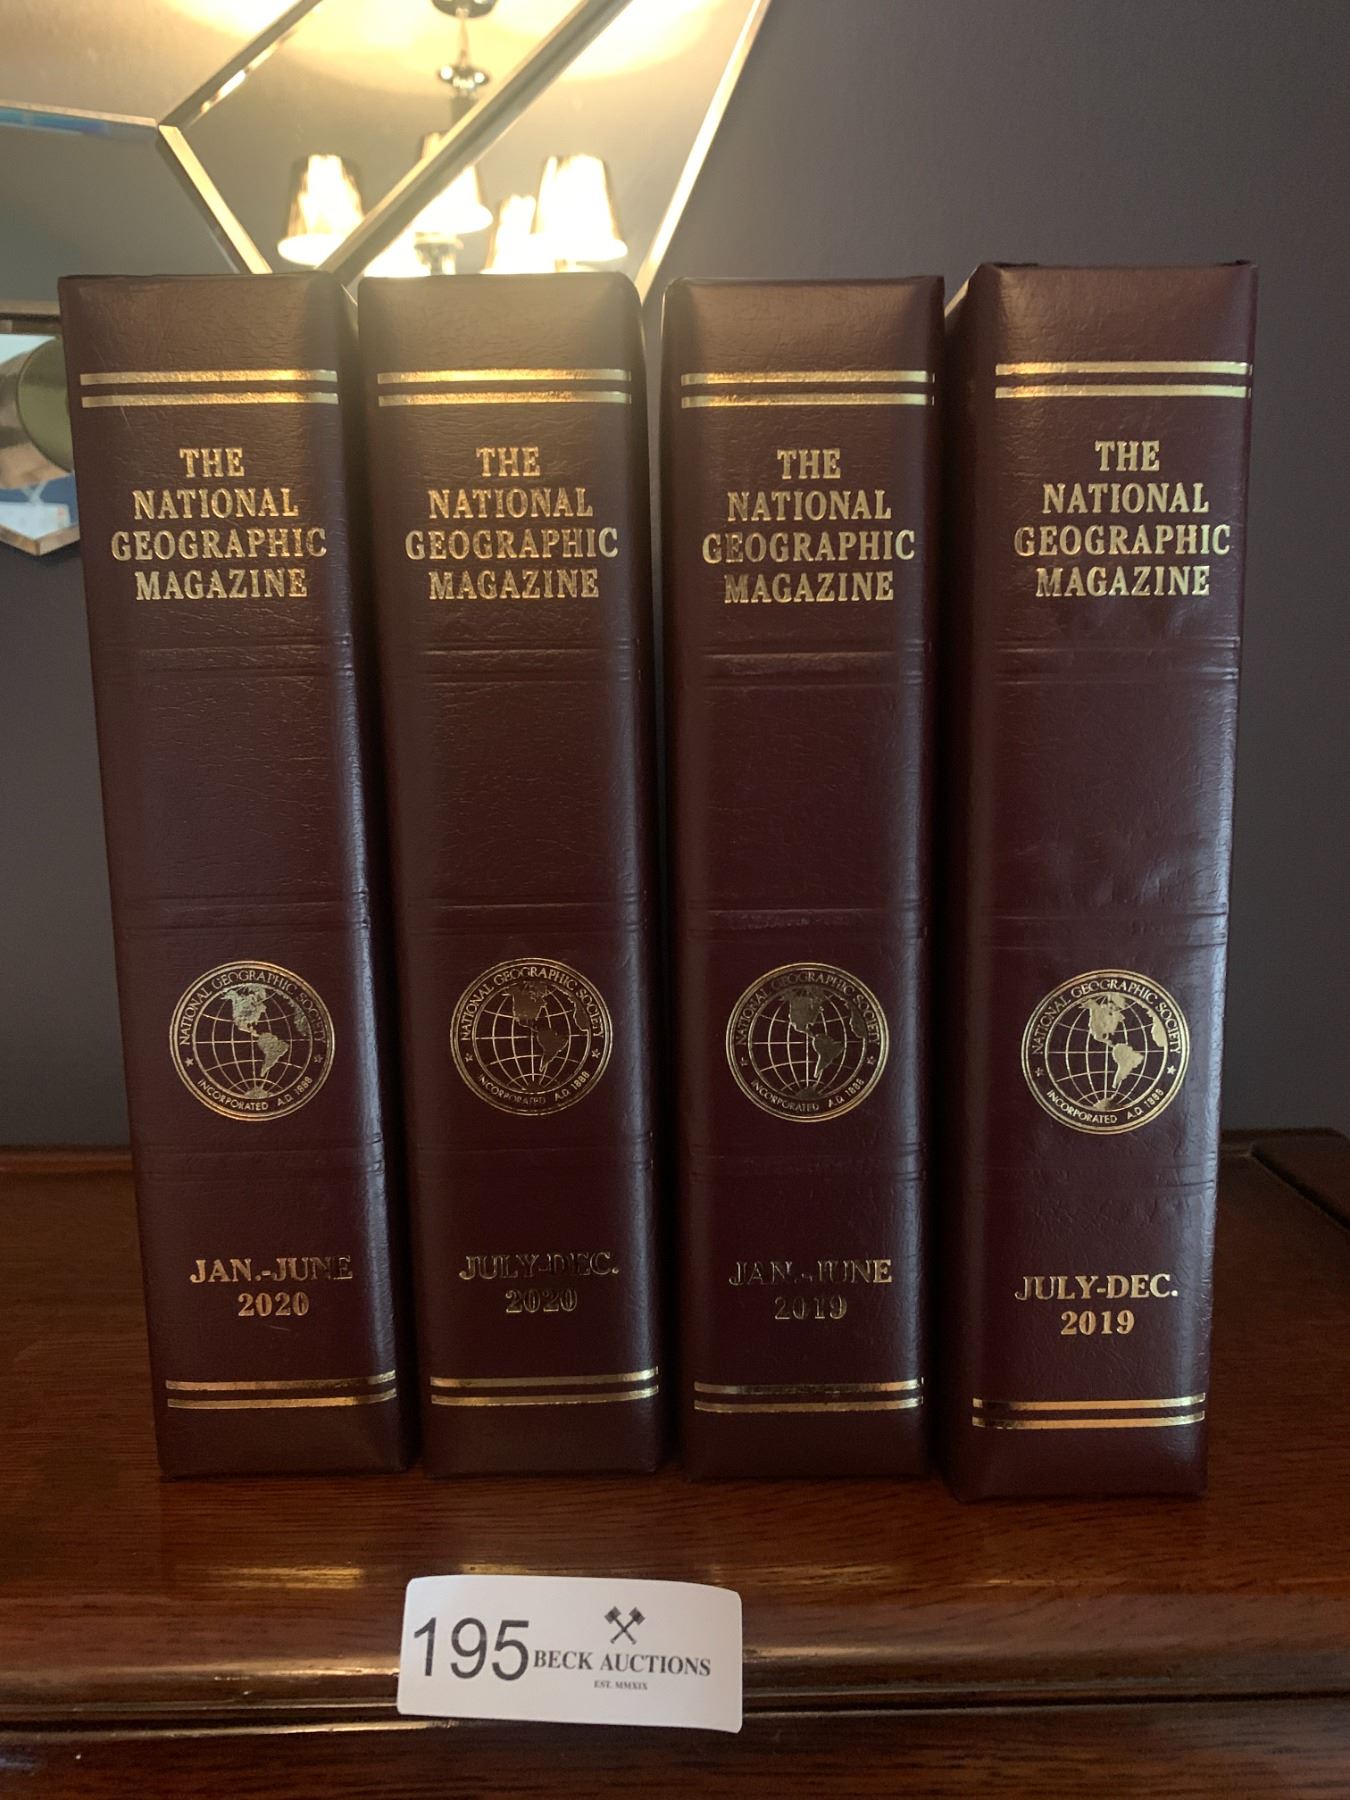 THE
NATIONAL
GEOGRAPHIC
MAGAZINE
NATIONAL GEOGRAPHIC SOCIETY
INCORPORATED A.D. 1888
JAN.-JUNE
2020
THE
NATIONAL
GEOGRAPHIC
MAGAZINE
NATIONAL GEOGRAPHIC SOCIETY
INCORPORATED A.D. 1888
JULY-DEC.
2020
THE
NATIONAL
GEOGRAPHIC
MAGAZINE
NATIONAL GEOGRAPHIC SOCIETY
INCORPORATED A.D. 1888
JAN.-JUNE
2019
THE
NATIONAL
GEOGRAPHIC
MAGAZINE
NATIONAL GEOGRAPHIC SOCIETY
INCORPORATED A.D. 1888
JULY-DEC.
2019
195
BECK AUCTIONS
EST. MMXIX